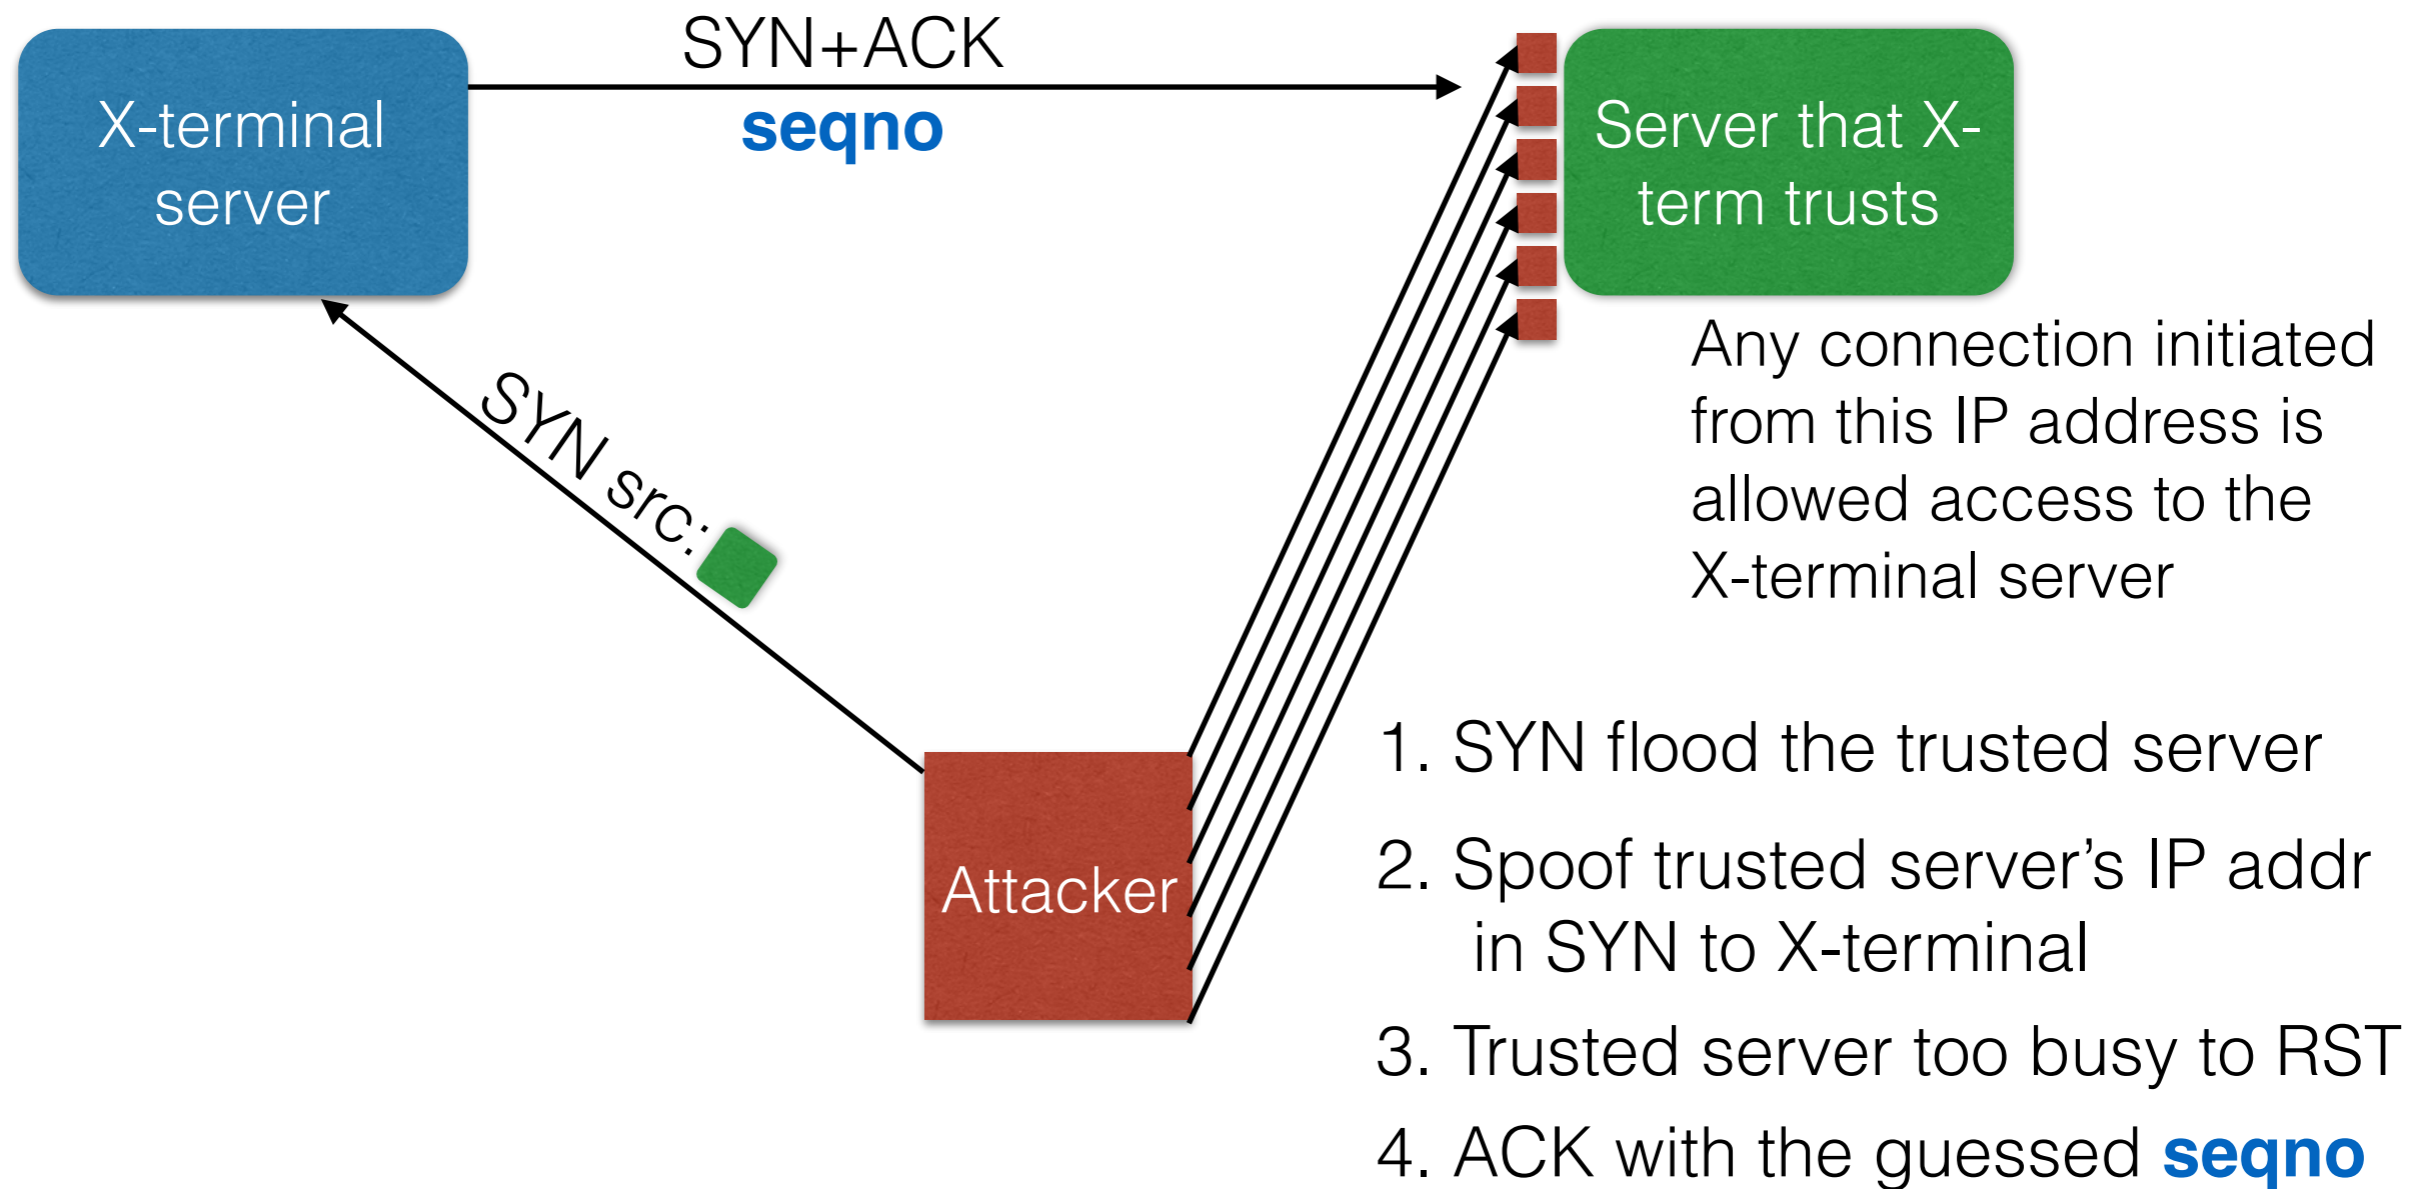 SYN+ACK
seqno
X-terminal
server
Server that X-
term trusts
SYN src:
Any connection initiated
from this IP address is
allowed access to the
X-terminal server
Attacker
1. SYN flood the trusted server
2. Spoof trusted server’s IP addr
in SYN to X-terminal
3. Trusted server too busy to RST
4. ACK with the guessed seqno